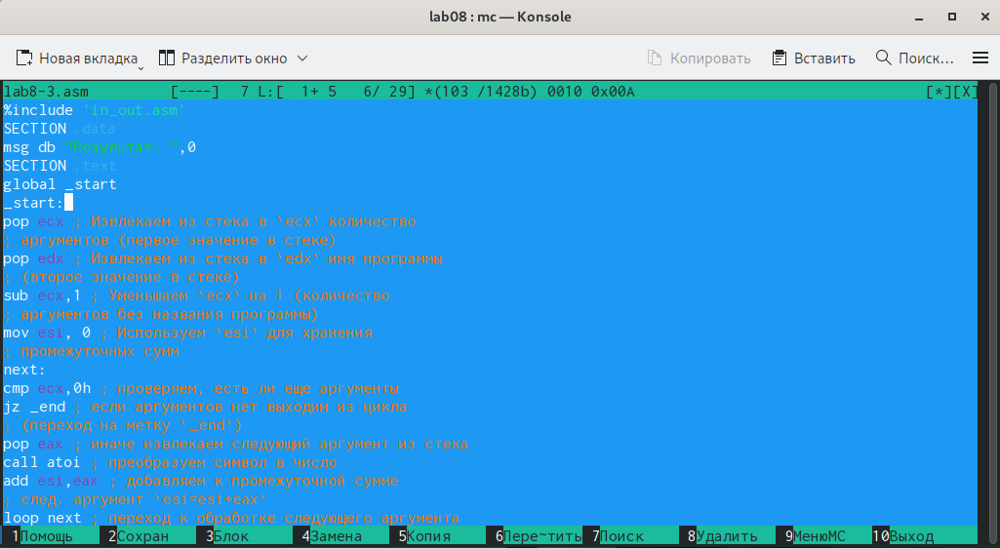 lab08 : mc — Konsole
Новая вкладка Разделить окно Копировать Вставить Поиск...
lab8-3.asm [----] 7 L:[ 1+ 5 6/ 29] *(103 /1428b) 0010 0x00A [*][X]
%include 'in_out.asm'
SECTION .data
msg db "Результат: ",0
SECTION .text
global _start
_start:
pop ecx ; Извлекаем из стека в `ecx` количество
; аргументов (первое значение в стеке)
pop edx ; Извлекаем из стека в `edx` имя программы
; (второе значение в стеке)
sub ecx,1 ; Уменьшаем `ecx` на 1 (количество
; аргументов без названия программы)
mov esi, 0 ; Используем `esi` для хранения
; промежуточных сумм
next:
cmp ecx,0h ; проверяем, есть ли еще аргументы
jz _end ; если аргументов нет выходим из цикла
; (переход на метку `_end`)
pop eax ; иначе извлекаем следующий аргумент из стека
call atoi ; преобразуем символ в число
add esi,eax ; добавляем к промежуточной сумме
; след. аргумент `esi=esi+eax`
loop next ; переход к обработке следующего аргумента
1Помощь 2Сохран 3Блок 4Замена 5Копия 6Пере~тить 7Поиск 8Удалить 9МенюMC 10Выход